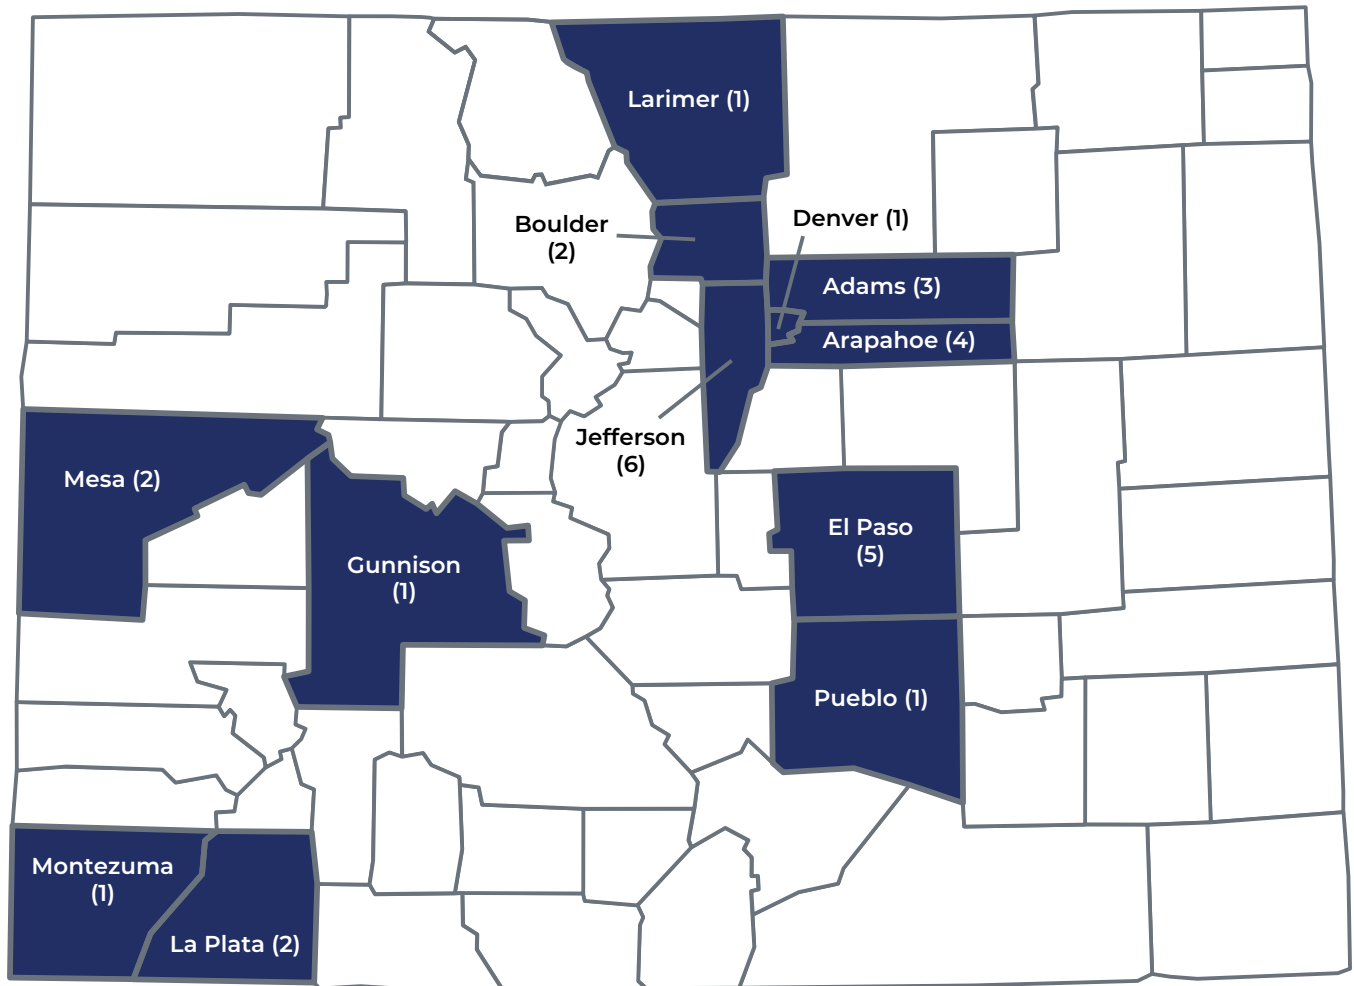 Larimer (1)
Boulder
(2)
Denver (1)
Adams (3)
Arapahoe (4)
Jefferson
(6)
Mesa (2)
El Paso
(5)
Gunnison
(1)
Pueblo (1)
Montezuma
(1)
La Plata (2)